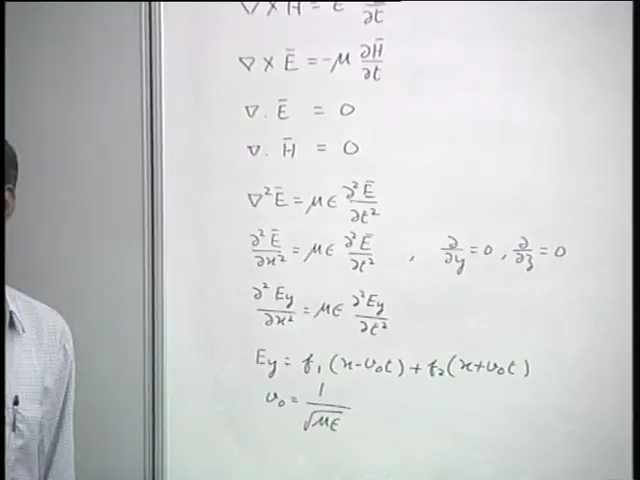 ∇ × H̄ = ϵ ∂H̄/∂t
∇ × Ē = -μ ∂H̄/∂t
∇. Ē = 0
∇. H̄ = 0
∇²Ē = μϵ ∂²Ē/∂t²
∂²Ē/∂x² = μϵ ∂²Ē/∂t² , ∂/∂y = 0, ∂/∂z = 0
∂²Ey/∂x² = μϵ ∂²Ey/∂t²
Ey = f₁(x-v₀t) + f₂(x+v₀t)
v₀ = 1/√μϵ